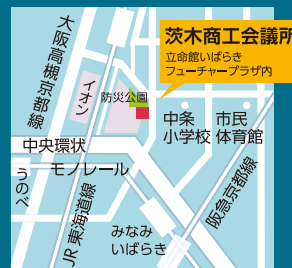 茨木商工会議所
立命館いばらき
フューチャープラザ内
大阪高槻京都線
イオン
防災公園
中条
小学校
市民
体育館
中央環状
モノレール
うのべ
JR東海道線
みなみ
いばらき
阪急京都線